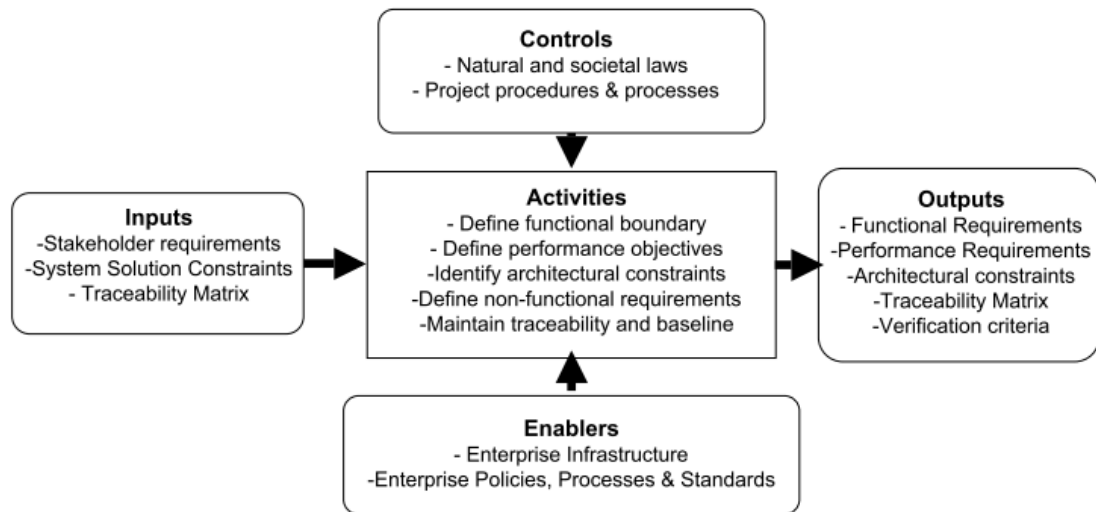 Controls
- Natural and societal laws
- Project procedures & processes
Inputs
-Stakeholder requirements
-System Solution Constraints
- Traceability Matrix
Activities
- Define functional boundary
- Define performance objectives
-Identify architectural constraints
-Define non-functional requirements
-Maintain traceability and baseline
Outputs
- Functional Requirements
-Performance Requirements
-Architectural constraints
-Traceability Matrix
-Verification criteria
Enablers
- Enterprise Infrastructure
-Enterprise Policies, Processes & Standards